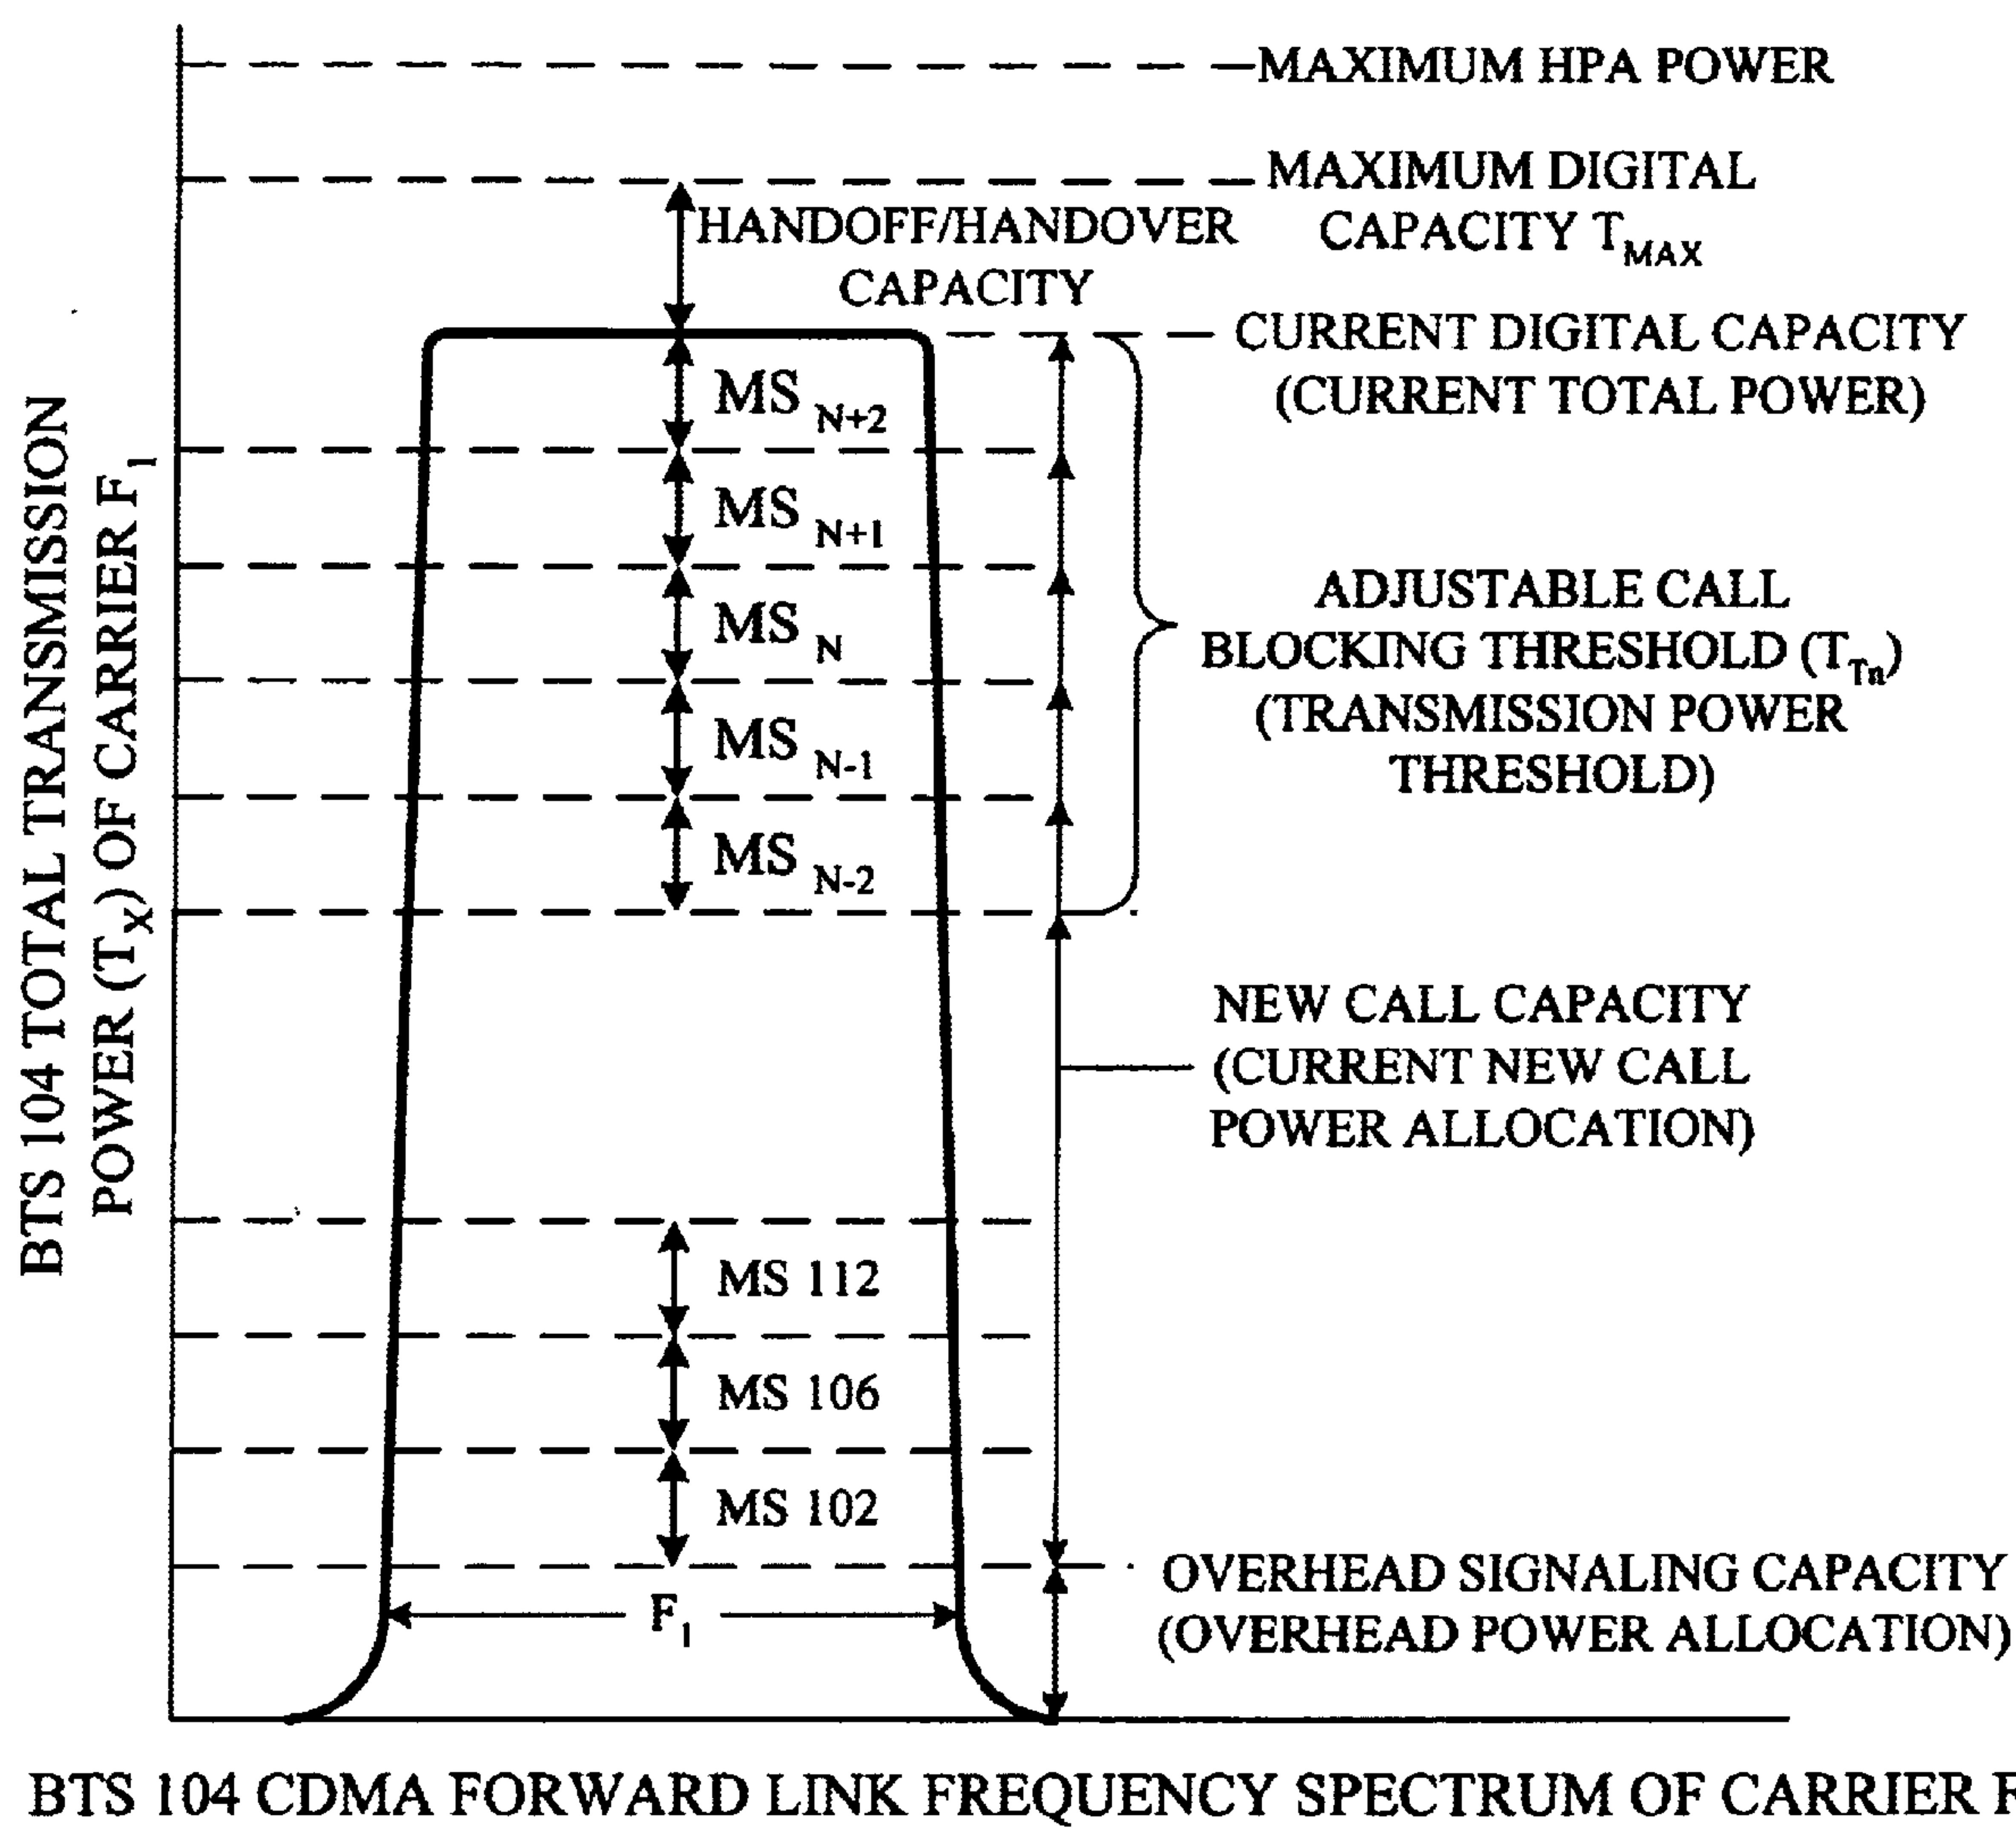 MAXIMUM HPA POWER
MAXIMUM DIGITAL
CAPACITY T_MAX
HANDOFF/HANDOVER
CAPACITY
CURRENT DIGITAL CAPACITY
(CURRENT TOTAL POWER)
MS N+2
MS N+1
MS N
MS N-1
MS N-2
ADJUSTABLE CALL
BLOCKING THRESHOLD (T_Tn)
(TRANSMISSION POWER
THRESHOLD)
NEW CALL CAPACITY
(CURRENT NEW CALL
POWER ALLOCATION)
MS 112
MS 106
MS 102
OVERHEAD SIGNALING CAPACITY
(OVERHEAD POWER ALLOCATION)
F_1
BTS 104 TOTAL TRANSMISSION
POWER (T_X) OF CARRIER F_1
BTS 104 CDMA FORWARD LINK FREQUENCY SPECTRUM OF CARRIER F